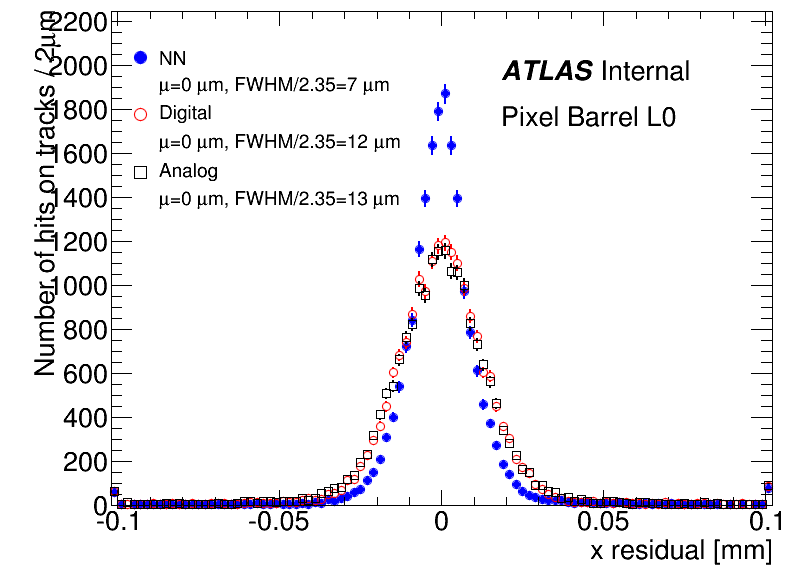 Number of hits on tracks / 2μm
2200
2000
1800
1600
1400
1200
1000
800
600
400
200
0
NN
μ=0 μm, FWHM/2.35=7 μm
Digital
μ=0 μm, FWHM/2.35=12 μm
Analog
μ=0 μm, FWHM/2.35=13 μm
ATLAS Internal
Pixel Barrel L0
-0.1
-0.05
0
0.05
0.1
x residual [mm]